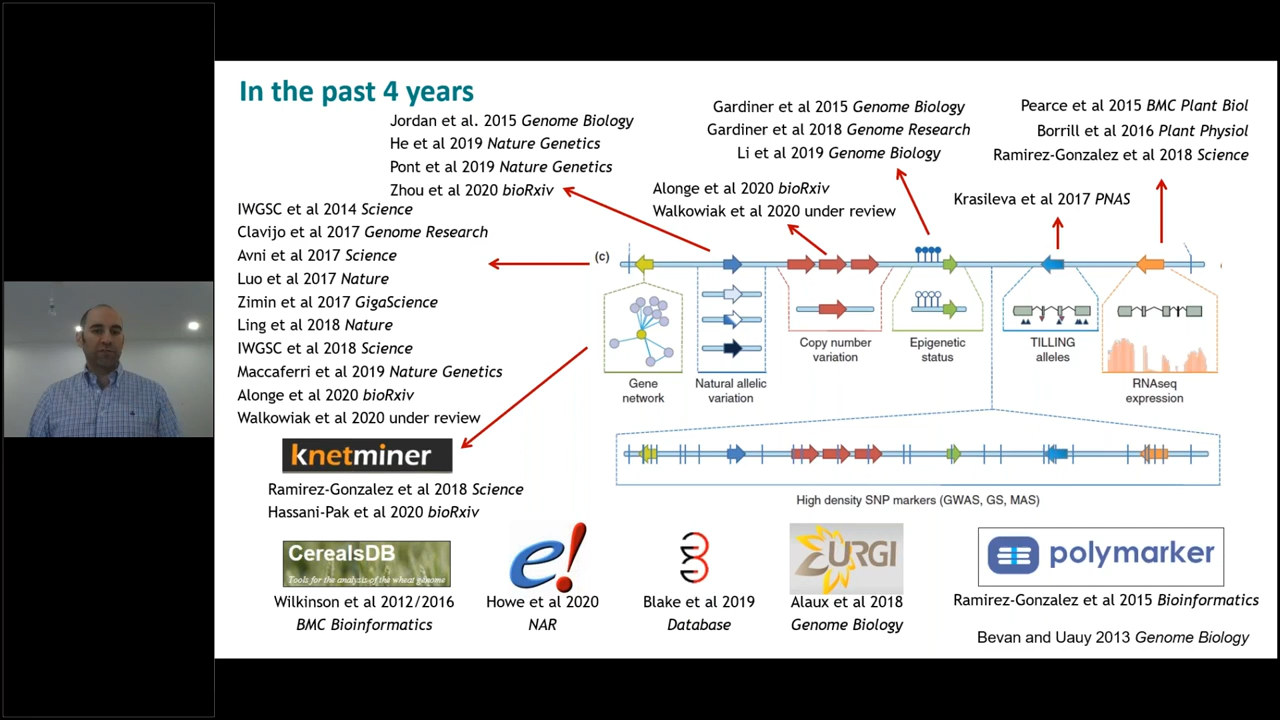 In the past 4 years
Jordan et al. 2015 Genome Biology
He et al 2019 Nature Genetics
Pont et al 2019 Nature Genetics
Zhou et al 2020 bioRxiv
Gardiner et al 2015 Genome Biology
Gardiner et al 2018 Genome Research
Li et al 2019 Genome Biology
Pearce et al 2015 BMC Plant Biol
Borrill et al 2016 Plant Physiol
Ramirez-Gonzalez et al 2018 Science
Alonge et al 2020 bioRxiv
Walkowiak et al 2020 under review
Krasileva et al 2017 PNAS
IWGSC et al 2014 Science
Clavijo et al 2017 Genome Research
Avni et al 2017 Science
Luo et al 2017 Nature
Zimin et al 2017 GigaScience
Ling et al 2018 Nature
IWGSC et al 2018 Science
Maccaferri et al 2019 Nature Genetics
Alonge et al 2020 bioRxiv
Walkowiak et al 2020 under review
(c)
Gene
network
Natural allelic
variation
Copy number
variation
Epigenetic
status
TILLING
alleles
RNAseq
expression
High density SNP markers (GWAS, GS, MAS)
knetminer
Ramirez-Gonzalez et al 2018 Science
Hassani-Pak et al 2020 bioRxiv
CerealsDB
Tools for the analysis of the wheat genome
Wilkinson et al 2012/2016
BMC Bioinformatics
e!
Howe et al 2020
NAR
Blake et al 2019
Database
URGI
Alaux et al 2018
Genome Biology
polymarker
Ramirez-Gonzalez et al 2015 Bioinformatics
Bevan and Uauy 2013 Genome Biology